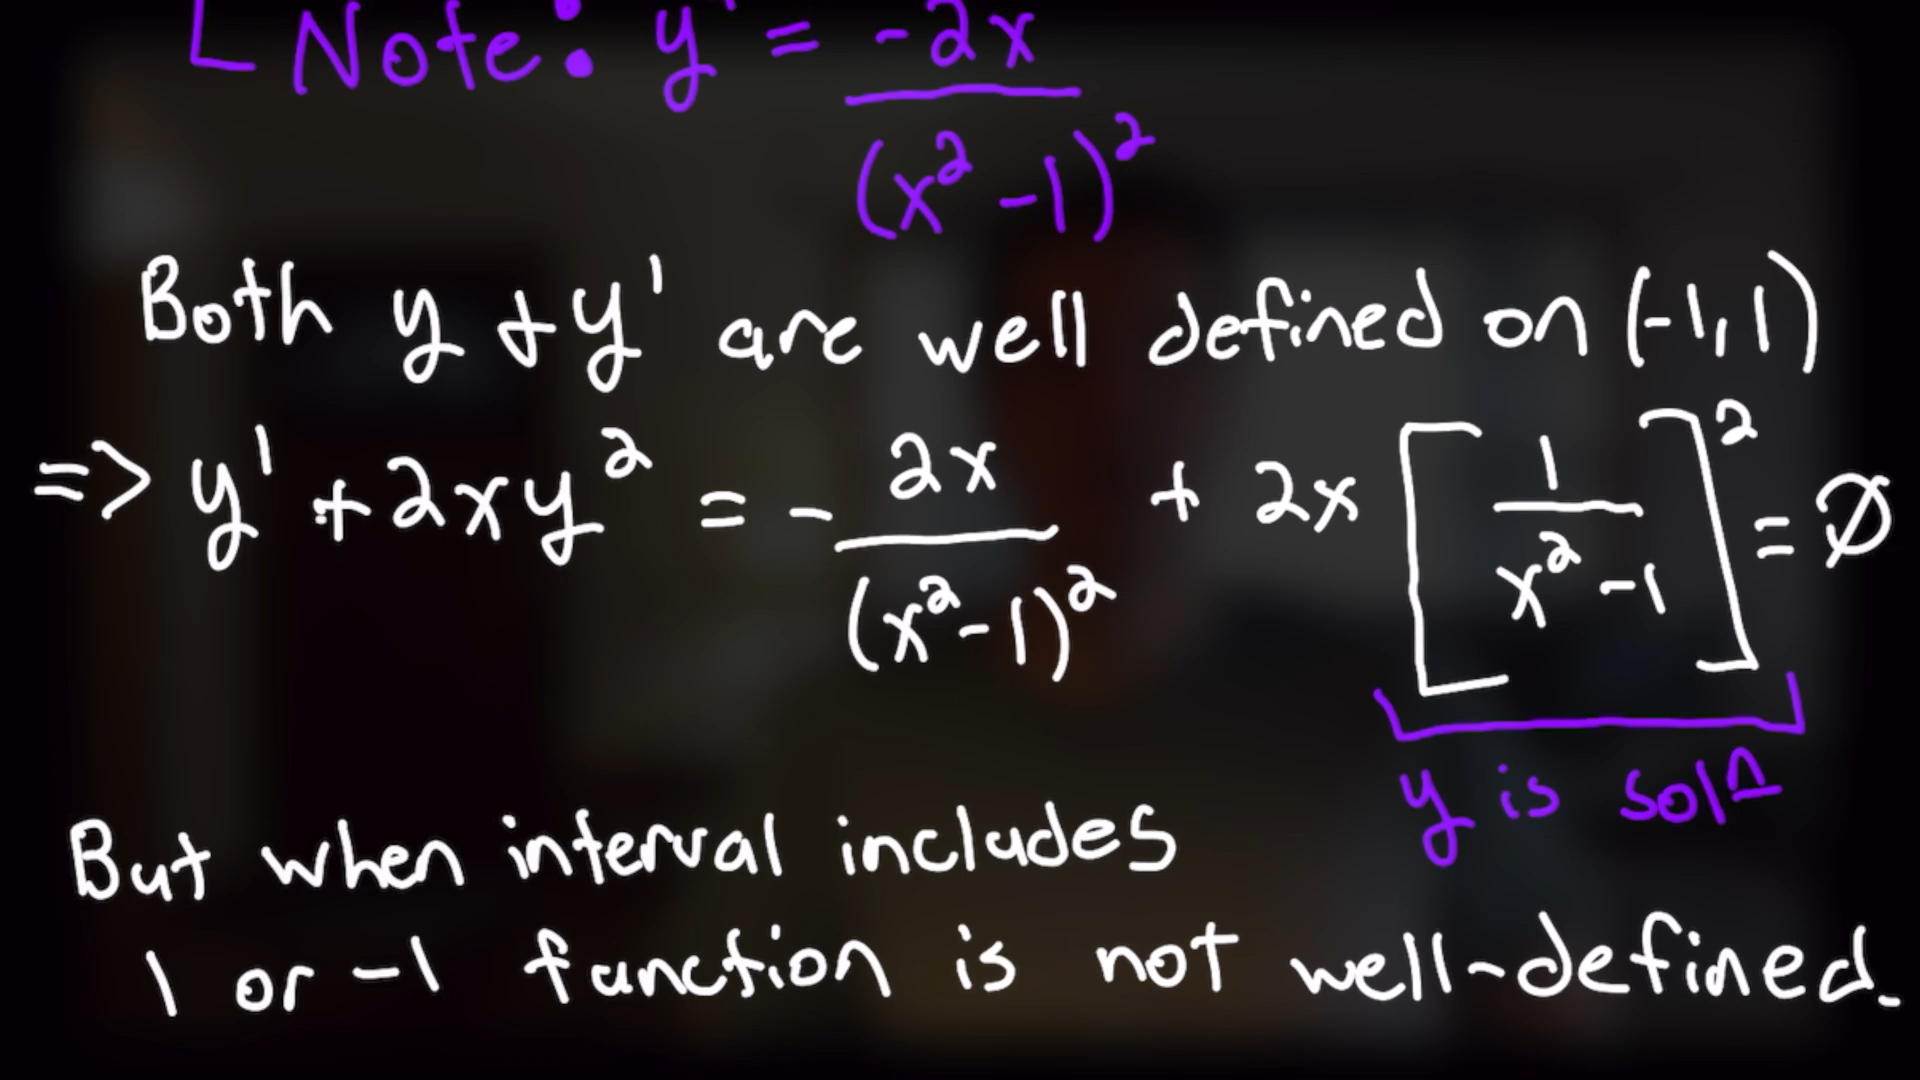 Note: y' = -2x / (x² - 1)²
Both y + y' are well defined on (-1, 1)
=> y' + 2xy² = - 2x / (x² - 1)² + 2x [1 / (x² - 1)]² = ∅
y is solⁿ
But when interval includes
1 or -1 function is not well-defined.